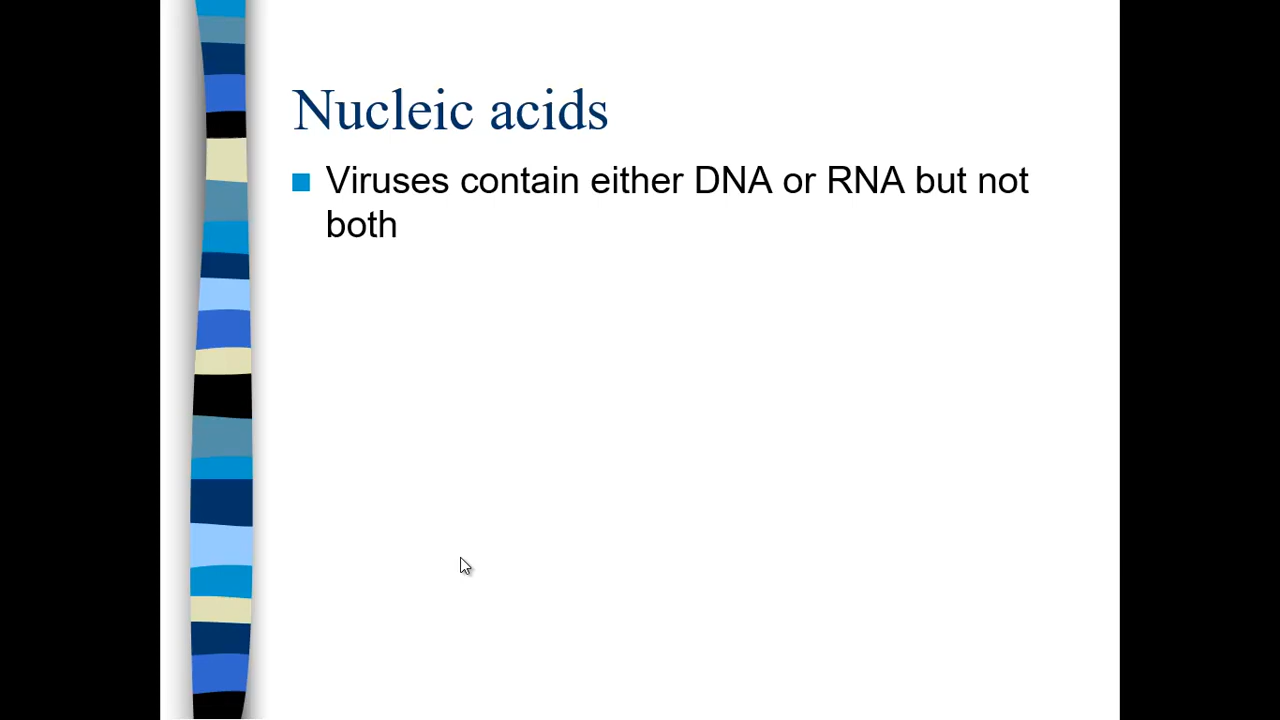 Nucleic acids
Viruses contain either DNA or RNA but not
both